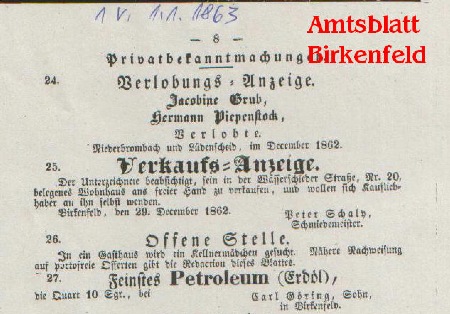 1 v. 1.1. 1863
Amtsblatt
Birkenfeld
— 8 —
Privatbekanntmachungen.
24. Verlobungs-Anzeige.
Jacobine Grub,
Hermann Piepenstock,
Verlobte.
Niederbrombach und Lüdenscheid, im December 1862.
25. Verkaufs-Anzeige.
Der Unterzeichnete beabsichtigt, sein in der Wasserschieder Straße, Nr. 20,
belegenes Wohnhaus aus freier Hand zu verkaufen, und wollen sich Kauflieb-
haber an ihn selbst wenden.
Birkenfeld, den 29. December 1862.
Peter Schaly,
Schmiedemeister.
26. Offene Stelle.
In ein Gasthaus wird ein Kellnermädchen gesucht. Nähere Nachweisung
auf portofreie Offerten gibt die Redaction dieses Blattes.
27. Feinstes Petroleum (Erdöl),
die Quart 10 Sgr., bei
Carl Göring, Sohn,
in Birkenfeld.